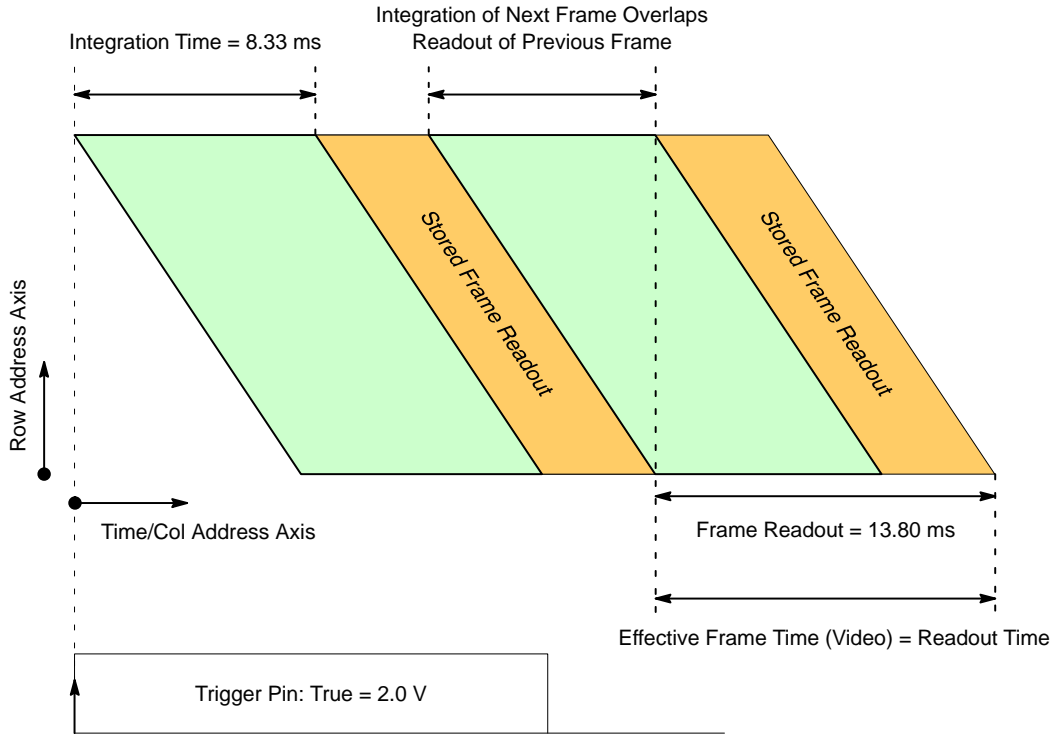 Integration of Next Frame Overlaps
Readout of Previous Frame
Integration Time = 8.33 ms
Stored Frame Readout
Stored Frame Readout
Row Address Axis
Time/Col Address Axis
Frame Readout = 13.80 ms
Effective Frame Time (Video) = Readout Time
Trigger Pin: True = 2.0 V